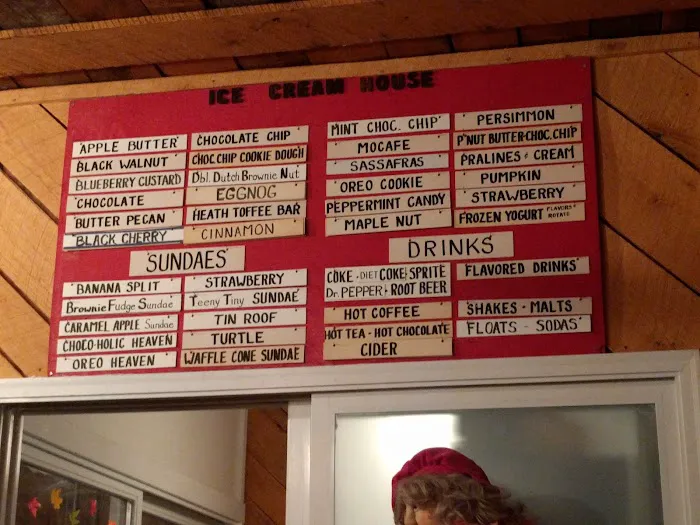 ICE CREAM HOUSE
APPLE BUTTER
BLACK WALNUT
BLUEBERRY CUSTARD
CHOCOLATE
BUTTER PECAN
BLACK CHERRY
CHOCOLATE CHIP
CHOC.CHIP COOKIE DOUGH
Dbl. Dutch Brownie Nut
EGGNOG
HEATH TOFFEE BAR
CINNAMON
MINT CHOC. CHIP
MOCAFE
SASSAFRAS
OREO COOKIE
PEPPERMINT CANDY
MAPLE NUT
PERSIMMON
P'NUT BUTTER-CHOC.CHIP
PRALINES & CREAM
PUMPKIN
STRAWBERRY
FROZEN YOGURT FLAVORS ROTATE
SUNDAES
BANANA SPLIT
Brownie Fudge Sundae
CARAMEL APPLE Sundae
CHOCO-HOLIC HEAVEN
OREO HEAVEN
STRAWBERRY
Teeny Tiny SUNDAE
TIN ROOF
TURTLE
WAFFLE CONE SUNDAE
DRINKS
COKE - DIET COKE - SPRITE
Dr. PEPPER - ROOT BEER
HOT COFFEE
HOT TEA - HOT CHOCOLATE
CIDER
FLAVORED DRINKS
SHAKES - MALTS
FLOATS - SODAS